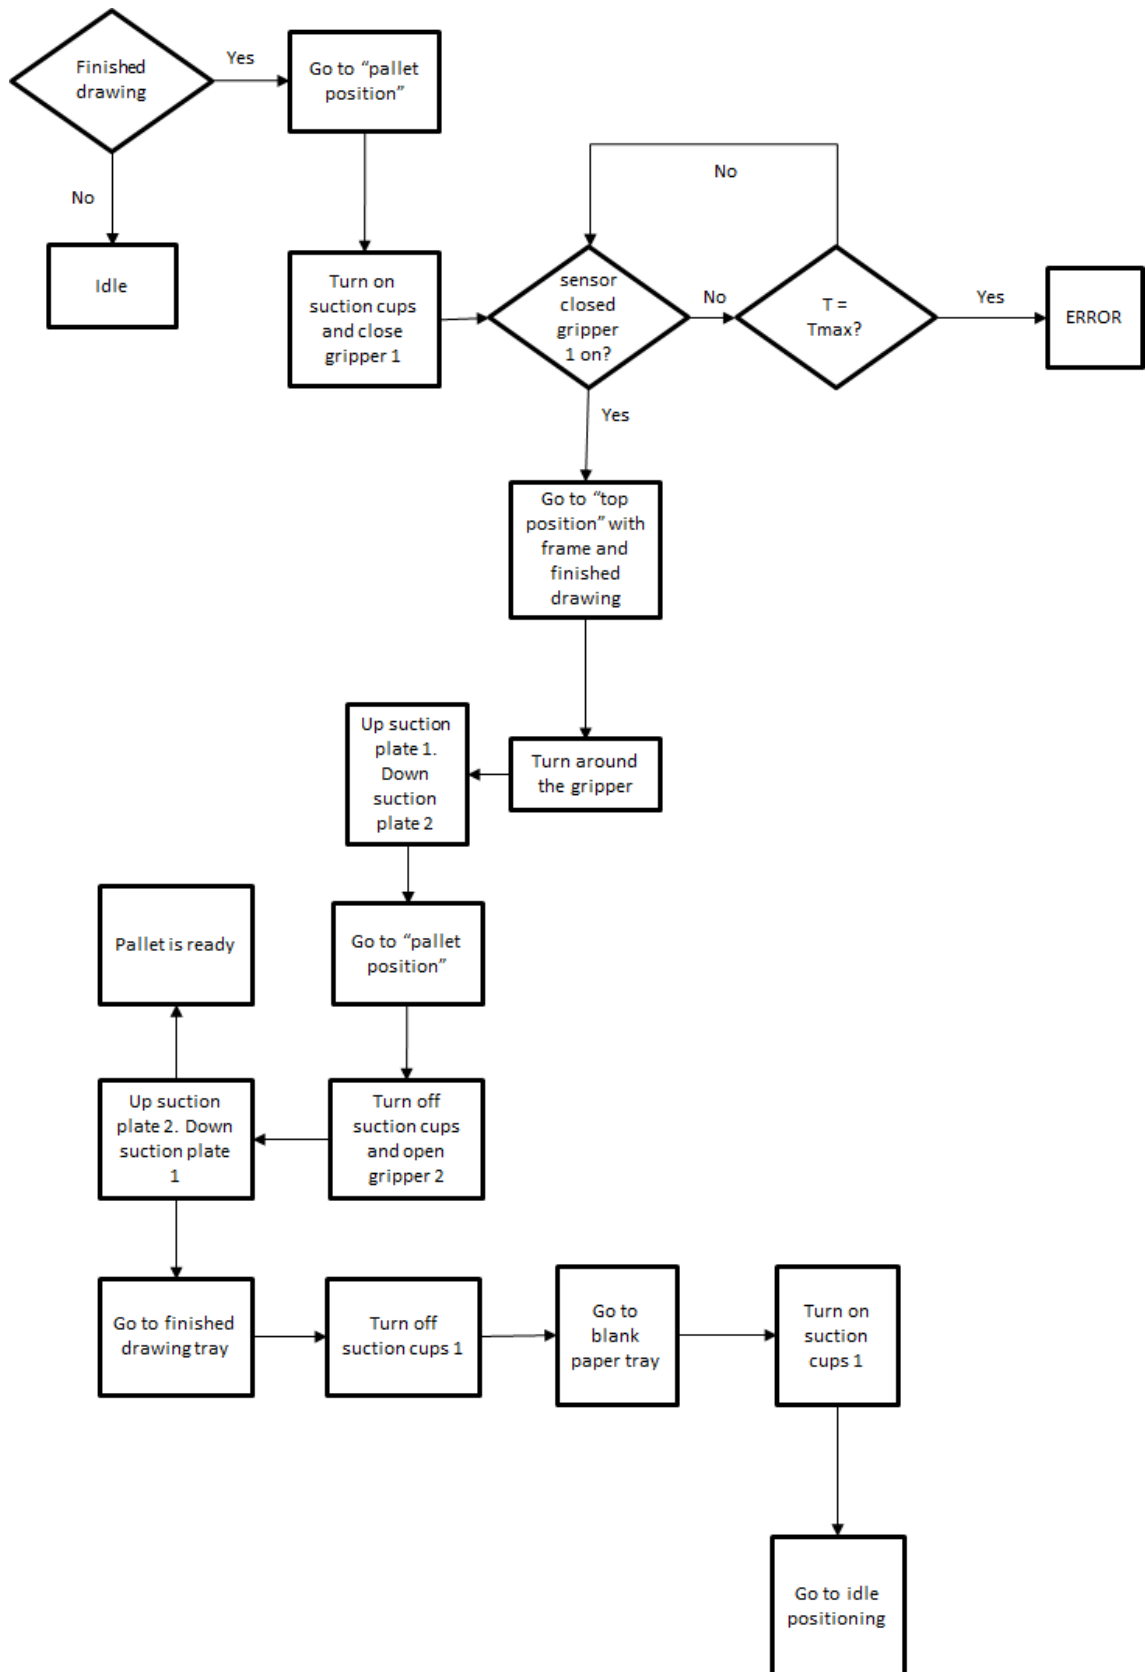 Finished
drawing
Yes
Go to “pallet
position”
No
Idle
Turn on
suction cups
and close
gripper 1
sensor
closed
gripper
1 on?
No
No
T =
Tmax?
Yes
ERROR
Yes
Go to “top
position” with
frame and
finished
drawing
Turn around
the gripper
Up suction
plate 1.
Down
suction
plate 2
Go to “pallet
position”
Turn off
suction cups
and open
gripper 2
Up suction
plate 2. Down
suction plate
1
Pallet is ready
Go to finished
drawing tray
Turn off
suction cups 1
Go to
blank
paper tray
Turn on
suction
cups 1
Go to idle
positioning